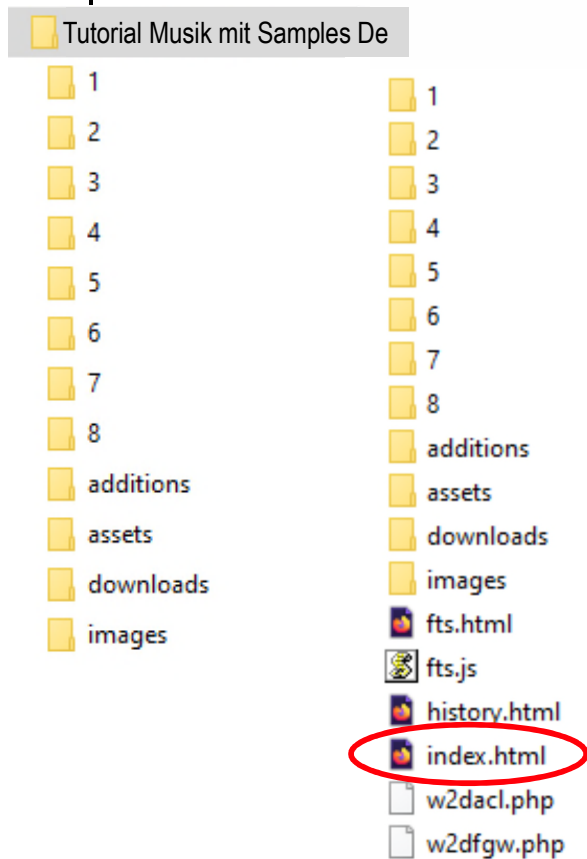 Tutorial Musik mit Samples De
1
2
3
4
5
6
7
8
additions
assets
downloads
images
1
2
3
4
5
6
7
8
additions
assets
downloads
images
fts.html
fts.js
history.html
index.html
w2dacl.php
w2dfgw.php